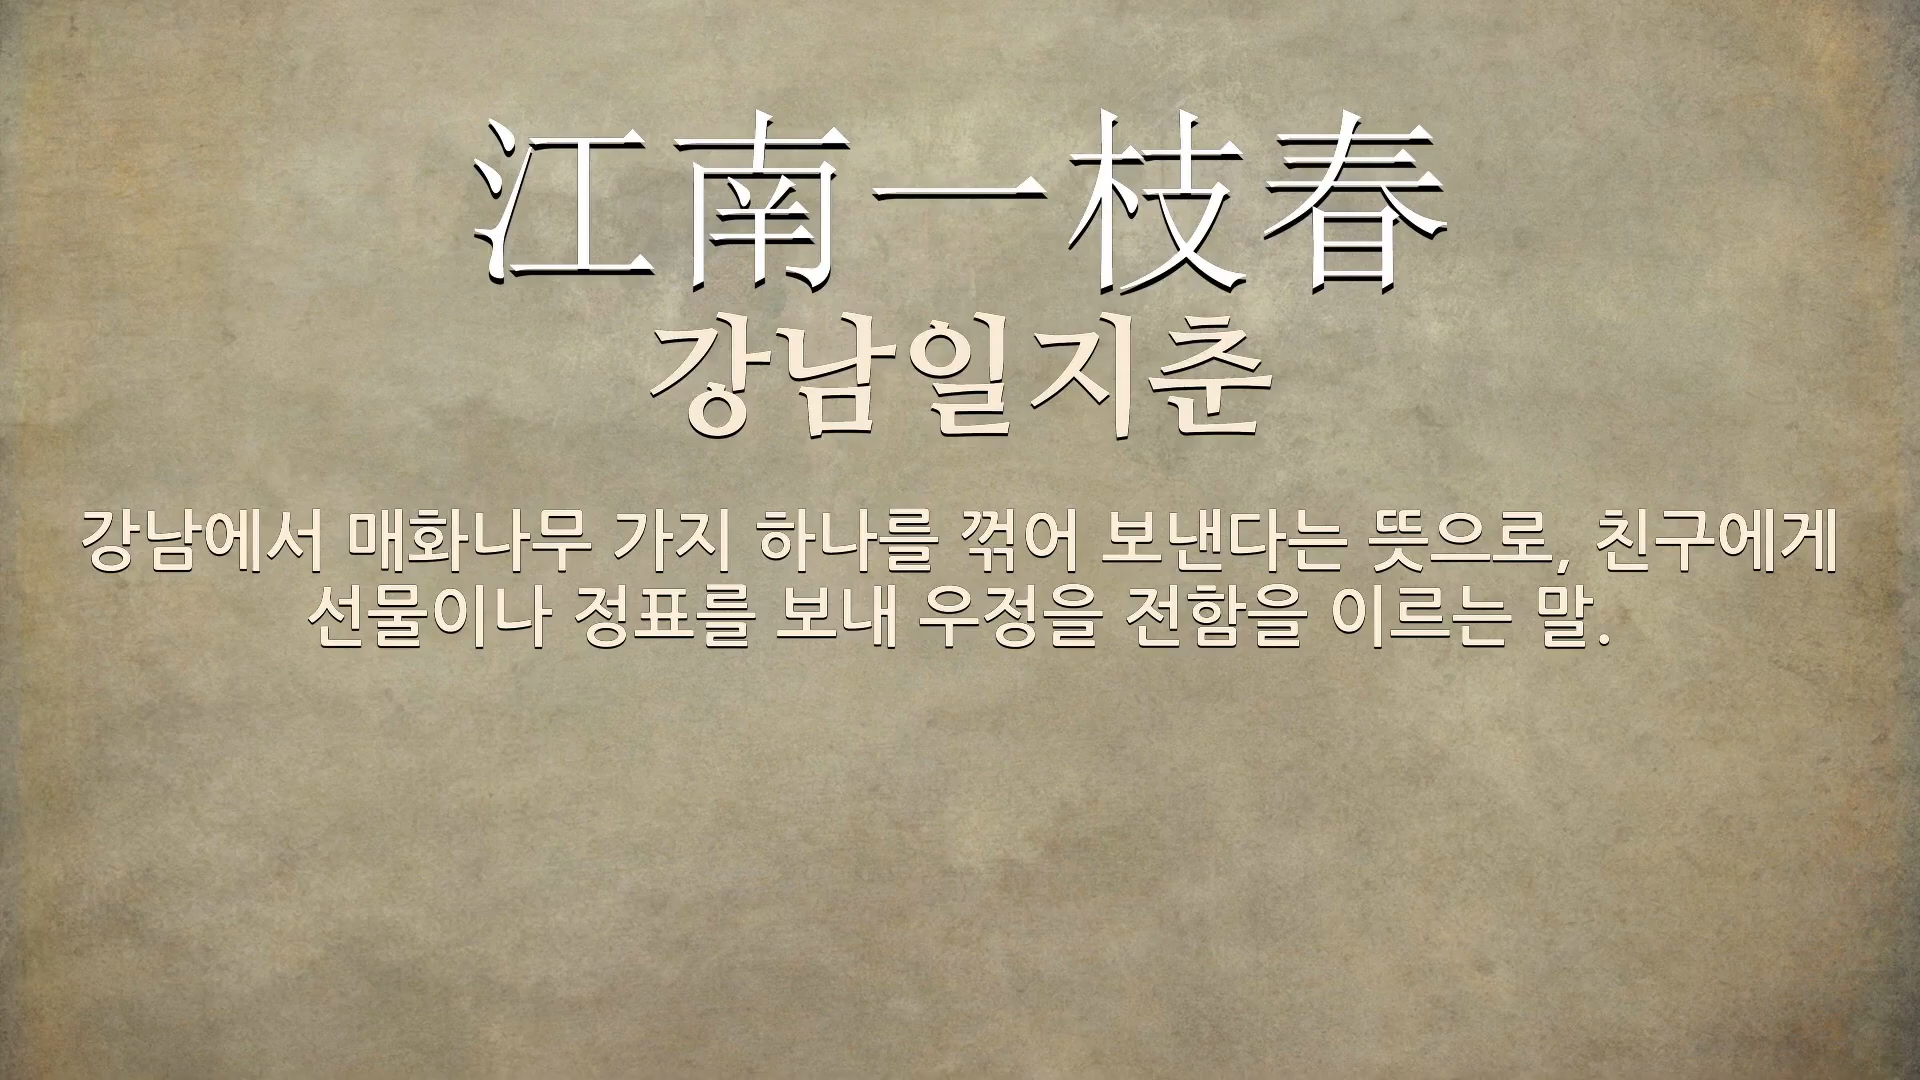 江南一枝春
강남일지춘
강남에서 매화나무 가지 하나를 꺾어 보낸다는 뜻으로, 친구에게
선물이나 정표를 보내 우정을 전함을 이르는 말.